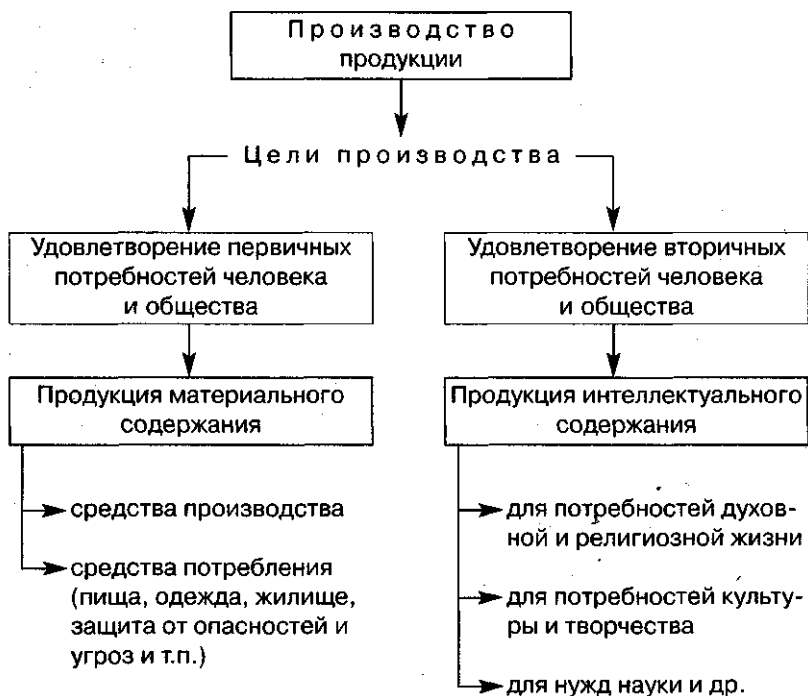 Производство
продукции
Цели производства
Удовлетворение первичных
потребностей человека
и общества
Продукция материального
содержания
средства производства
средства потребления
(пища, одежда, жилище,
защита от опасностей и
угроз и т.п.)
Удовлетворение вторичных
потребностей человека
и общества
Продукция интеллектуального
содержания
для потребностей духов-
ной и религиозной жизни
для потребностей культу-
ры и творчества
для нужд науки и др.